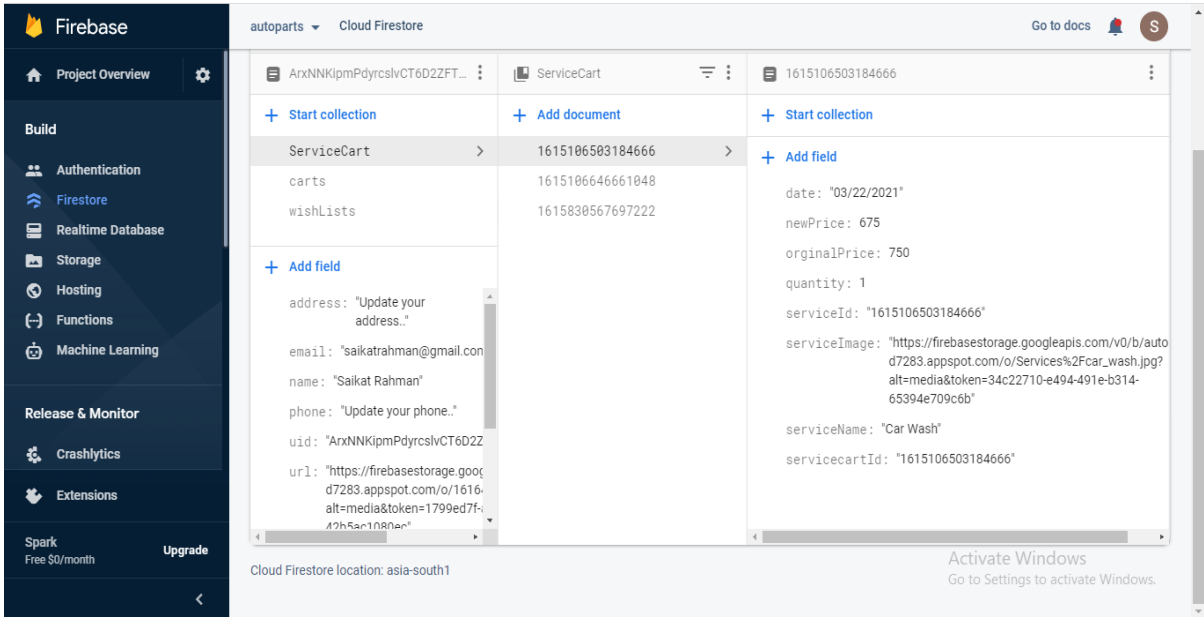 Firebase
autoparts
Cloud Firestore
Go to docs
S
Project Overview
Build
Authentication
Firestore
Realtime Database
Storage
Hosting
Functions
Machine Learning
Release & Monitor
Crashlytics
Extensions
Spark
Free $0/month
Upgrade
ArxNNKipmPdyrcslvCT6D2ZFT...
+ Start collection
ServiceCart
carts
wishLists
+ Add field
address: "Update your
address.."
email: "saikatrahman@gmail.con
name: "Saikat Rahman"
phone: "Update your phone.."
uid: "ArxNNKipmPdyrcslvCT6D2Z
url: "https://firebasestorage.goog
d7283.appspot.com/o/1616
alt=media&token=1799ed7f-
42b5ac1080ec"
ServiceCart
+ Add document
1615106503184666
1615106646661048
1615830567697222
1615106503184666
+ Start collection
+ Add field
date: "03/22/2021"
newPrice: 675
orginalPrice: 750
quantity: 1
serviceId: "1615106503184666"
serviceImage: "https://firebasestorage.googleapis.com/v0/b/auto
d7283.appspot.com/o/Services%2Fcar_wash.jpg?
alt=media&token=34c22710-e494-491e-b314-
65394e709c6b"
serviceName: "Car Wash"
servicecartId: "1615106503184666"
Cloud Firestore location: asia-south1
Activate Windows
Go to Settings to activate Windows.